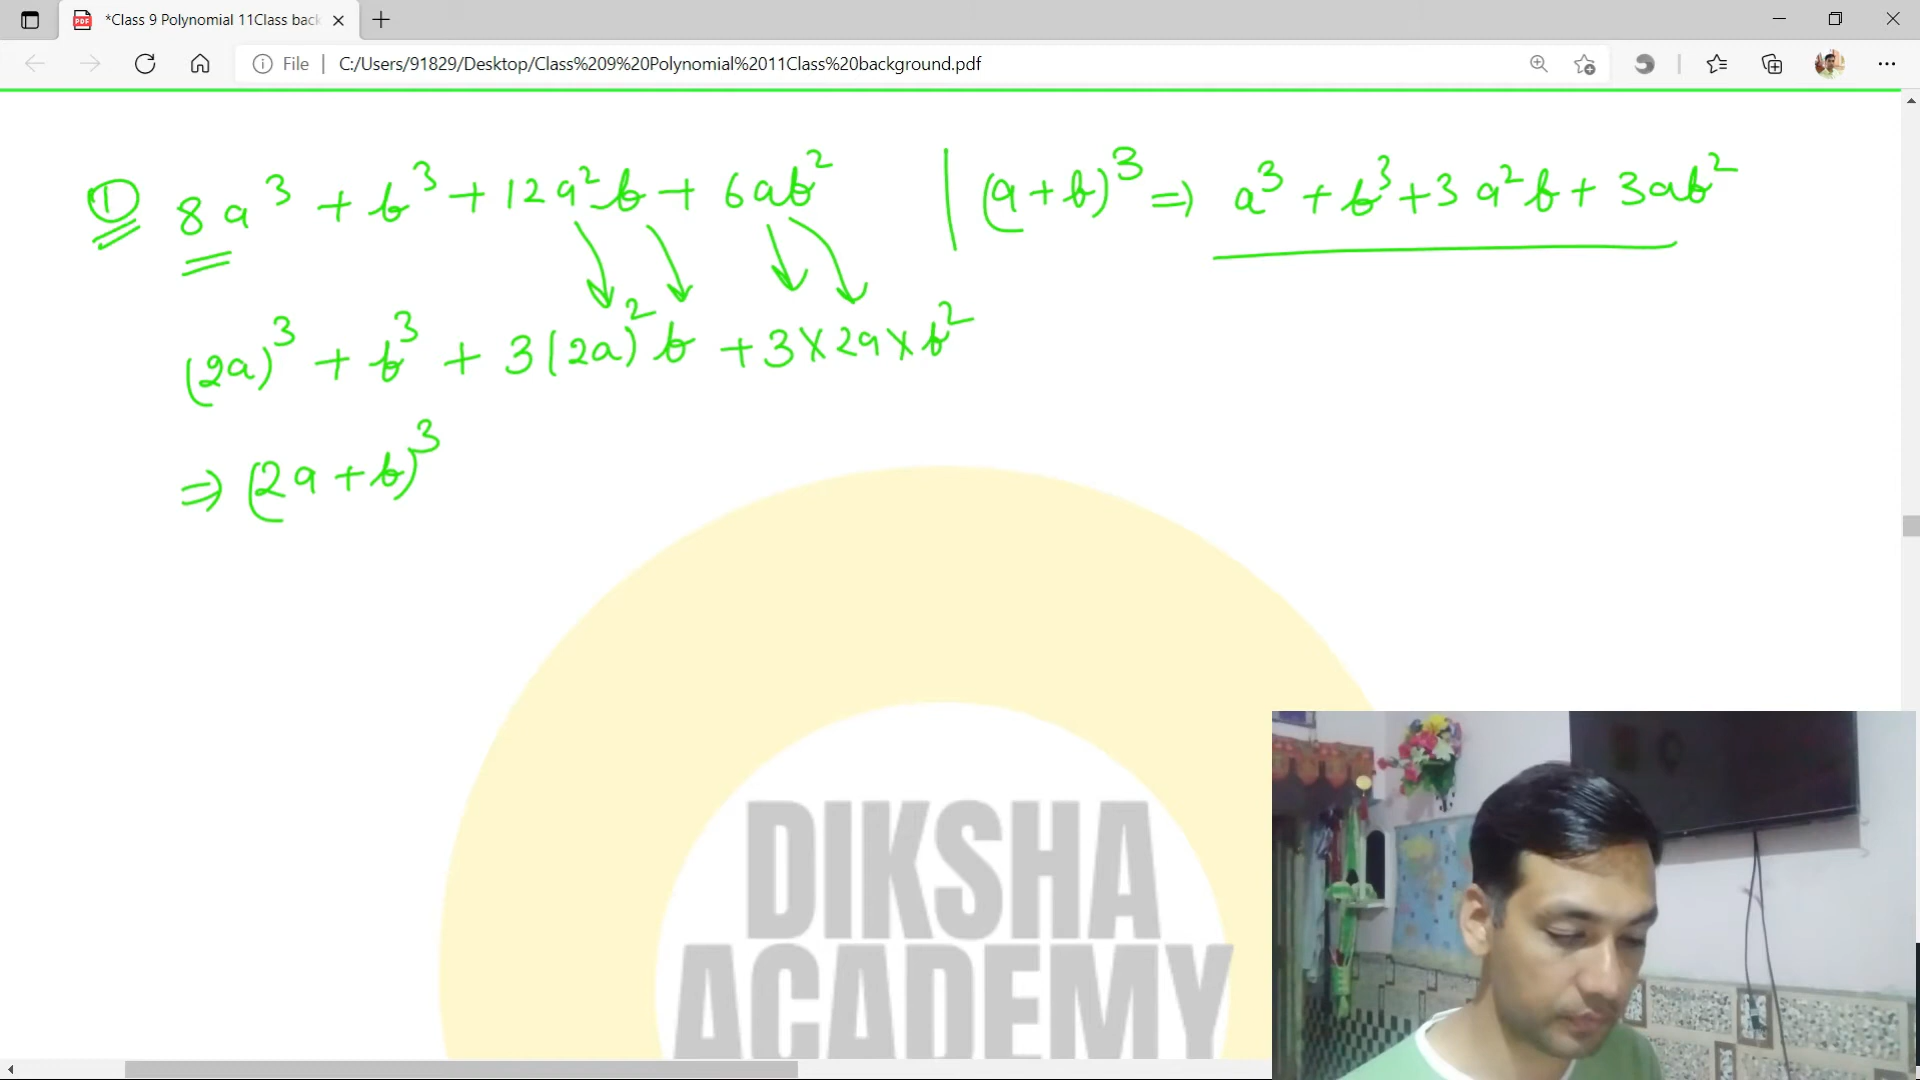 *Class 9 Polynomial 11Class back
File | C:/Users/91829/Desktop/Class%209%20Polynomial%2011Class%20background.pdf
① 8a³ + b³ + 12a²b + 6ab² | (a+b)³ ⇒ a³ + b³ + 3a²b + 3ab²
(2a)³ + b³ + 3(2a)²b + 3×2a×b²
⇒ (2a+b)³
DIKSHA
ACADEMY